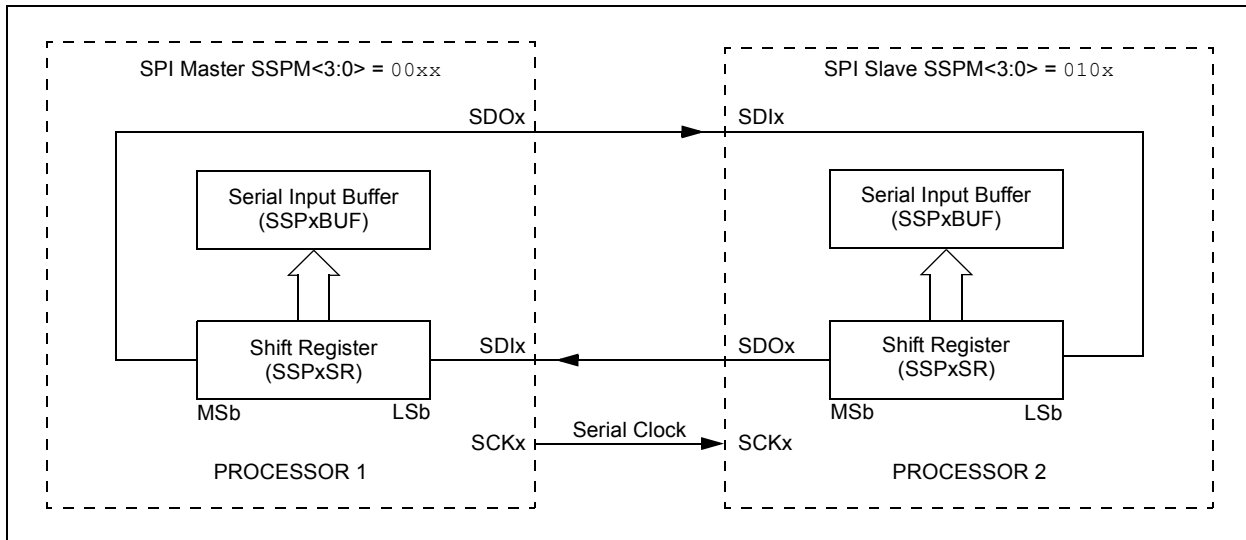 SPI Master SSPM<3:0> = 00xx
SDOx
Serial Input Buffer
(SSPxBUF)
Shift Register
(SSPxSR)
MSb
LSb
SDIx
SCKx
PROCESSOR 1
Serial Clock
SPI Slave SSPM<3:0> = 010x
SDIx
Serial Input Buffer
(SSPxBUF)
SDOx
Shift Register
(SSPxSR)
MSb
LSb
SCKx
PROCESSOR 2